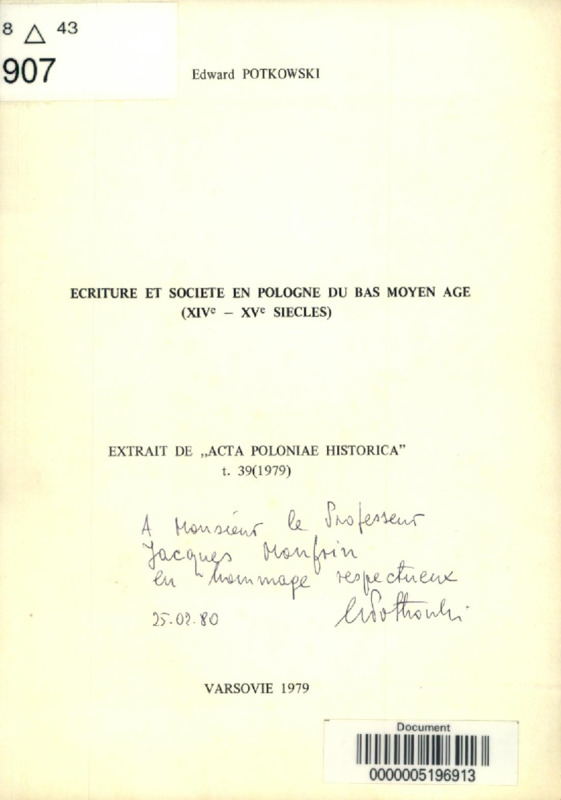 8 △ 43
907
Edward POTKOWSKI
ECRITURE ET SOCIETE EN POLOGNE DU BAS MOYEN AGE
(XIVᵉ – XVᵉ SIECLES)
EXTRAIT DE „ACTA POLONIAE HISTORICA”
t. 39(1979)
A Monsieur le Professeur
Jacques Monfrin
en hommage respectueux
25.02.80 EPotkowski
VARSOVIE 1979
Document
0000005196913